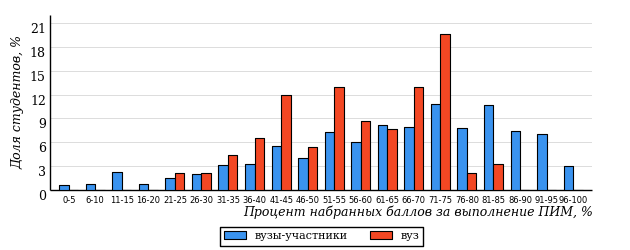 21
18
15
12
9
6
3
0
Доля студентов, %
0-5 6-10 11-15 16-20 21-25 26-30 31-35 36-40 41-45 46-50 51-55 56-60 61-65 66-70 71-75 76-80 81-85 86-90 91-95 96-100
Процент набранных баллов за выполнение ПИМ, %
вузы-участники вуз